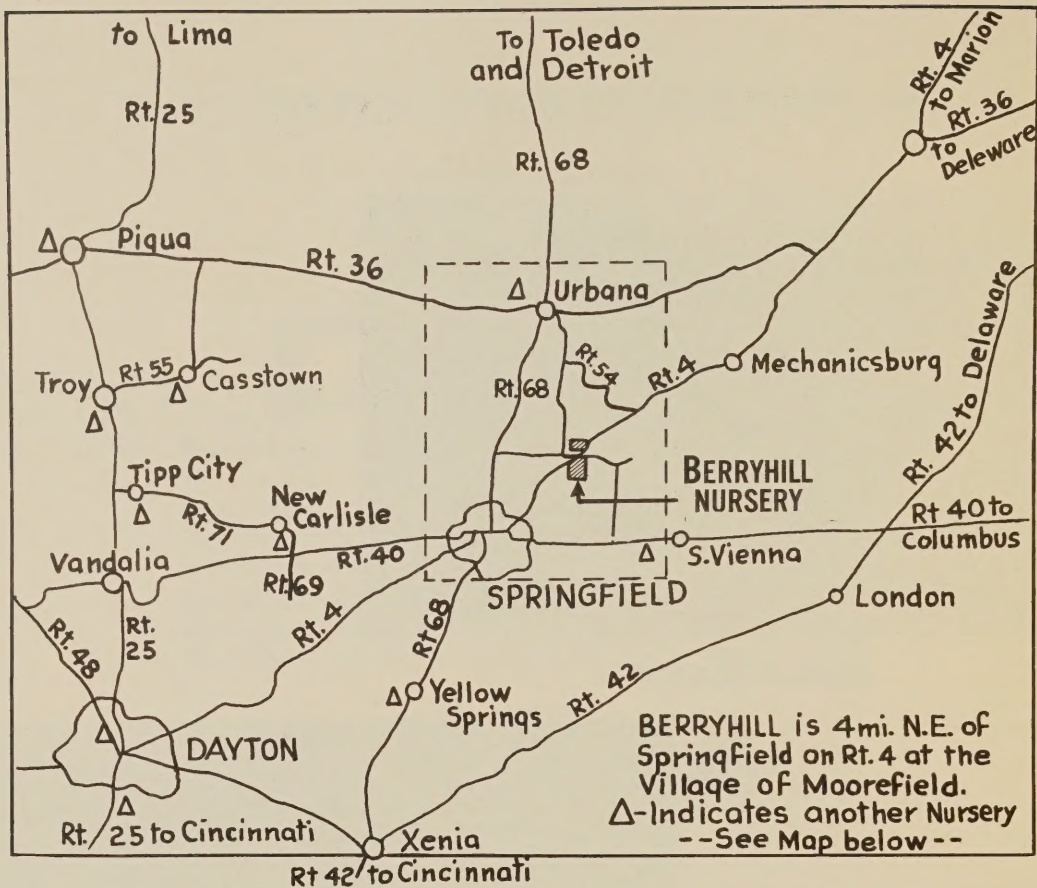 to Lima
To Toledo
and Detroit
Rt. 4
to Marion
Rt. 36
to
Deleware
Rt. 25
Rt. 68
Piqua
Rt. 36
Urbana
Rt. 42 to Delaware
Rt 55
Troy
Casstown
Rt. 68
Rt. 54
Rt. 4
Mechanicsburg
Tipp City
Rt. 71
New
Carlisle
BERRYHILL
NURSERY
Rt 40 to
Columbus
Vandalia
Rt. 40
S. Vienna
Rt. 69
SPRINGFIELD
London
Rt. 48
Rt.
25
Rt. 4
Rt 68
Yellow
Springs
Rt. 42
DAYTON
BERRYHILL is 4mi. N.E. of
Springfield on Rt. 4 at the
Village of Moorefield.
Δ-Indicates another Nursery
--See Map below--
Rt. 25 to Cincinnati
Xenia
Rt 42 to Cincinnati